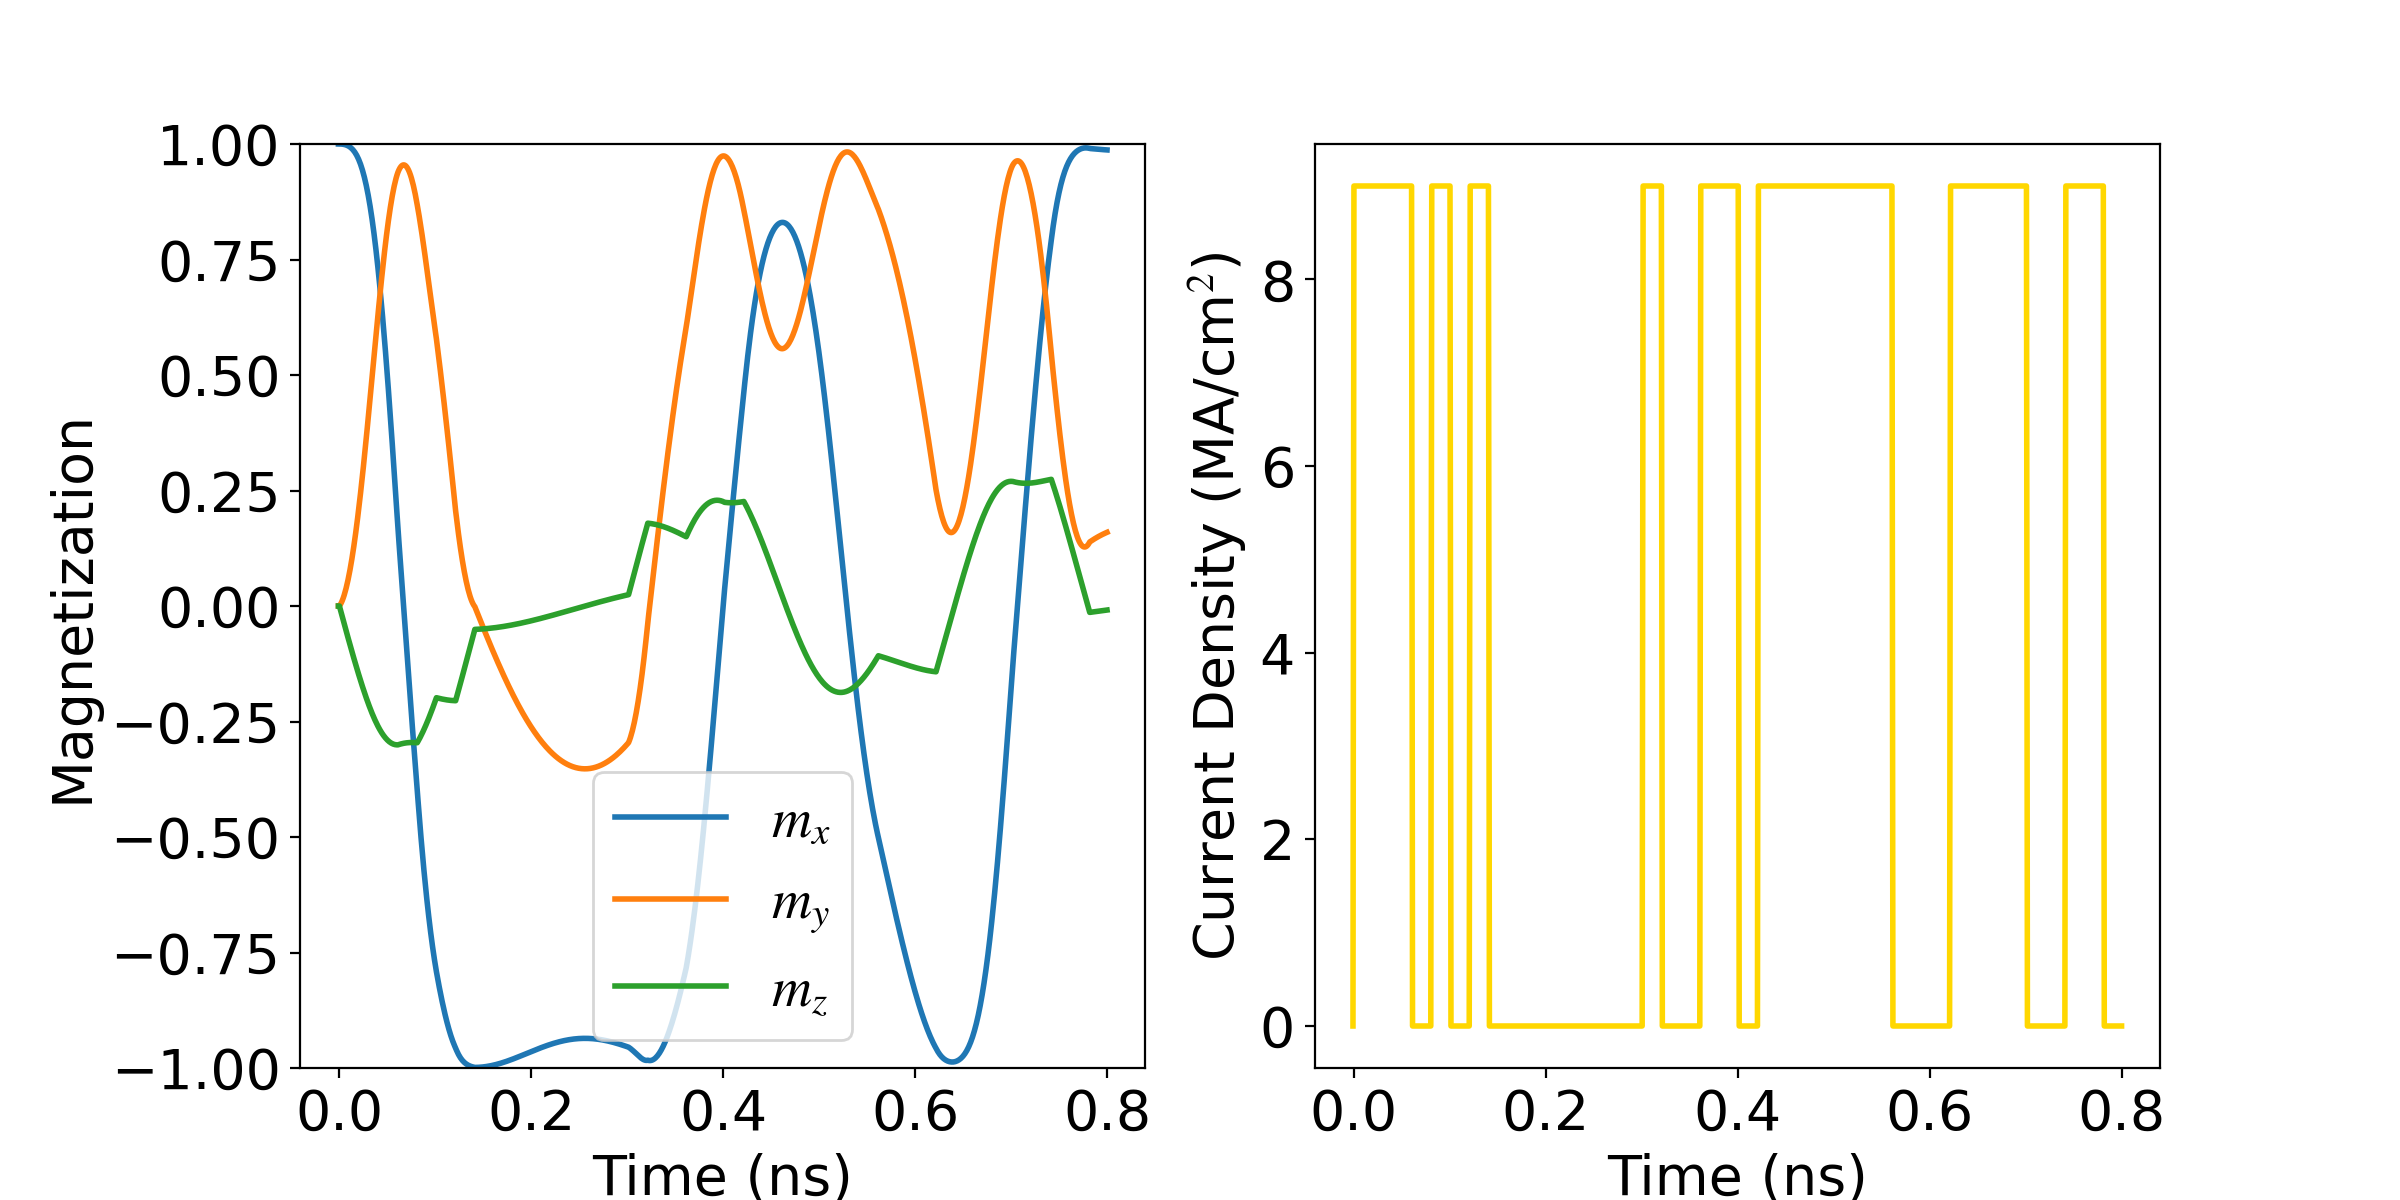 Magnetization
1.00
0.75
0.50
0.25
0.00
−0.25
−0.50
−0.75
−1.00
0.0 0.2 0.4 0.6 0.8
Time (ns)
m_x
m_y
m_z
Current Density (MA/cm²)
8
6
4
2
0
0.0 0.2 0.4 0.6 0.8
Time (ns)